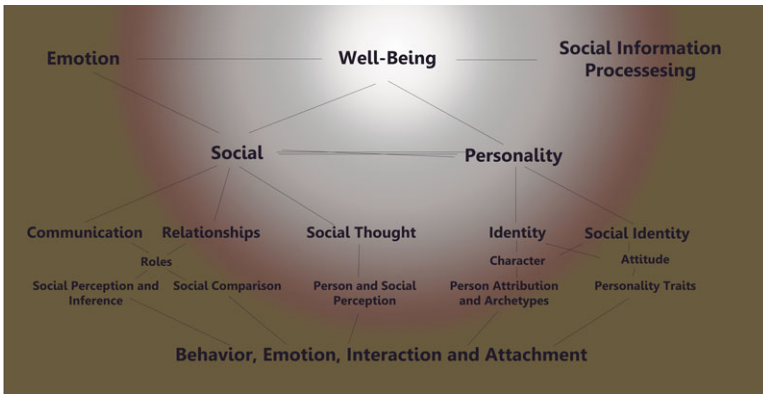 Emotion
Well-Being
Social Information
Processesing
Social
Personality
Communication
Relationships
Social Thought
Identity
Social Identity
Roles
Character
Attitude
Social Perception and
Inference
Social Comparison
Person and Social
Perception
Person Attribution
and Archetypes
Personality Traits
Behavior, Emotion, Interaction and Attachment